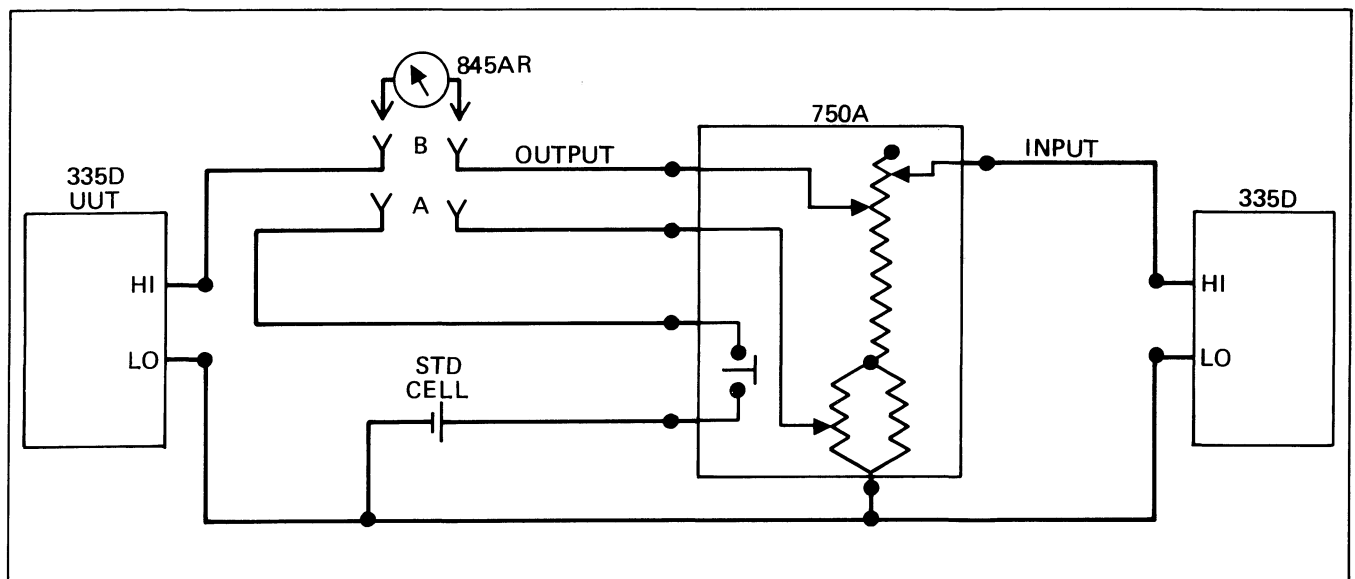 845AR
B
OUTPUT
A
335D
UUT
HI
LO
STD
CELL
750A
INPUT
335D
HI
LO